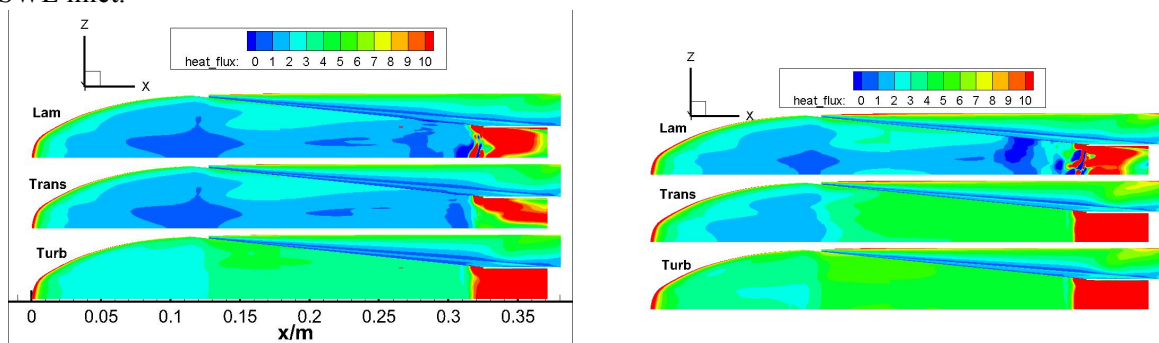 OWL inlet.
Z
X
heat_flux: 0 1 2 3 4 5 6 7 8 9 10
Lam
Trans
Turb
0 0.05 0.1 0.15 0.2 0.25 0.3 0.35
x/m
Z
X
heat_flux: 0 1 2 3 4 5 6 7 8 9 10
Lam
Trans
Turb